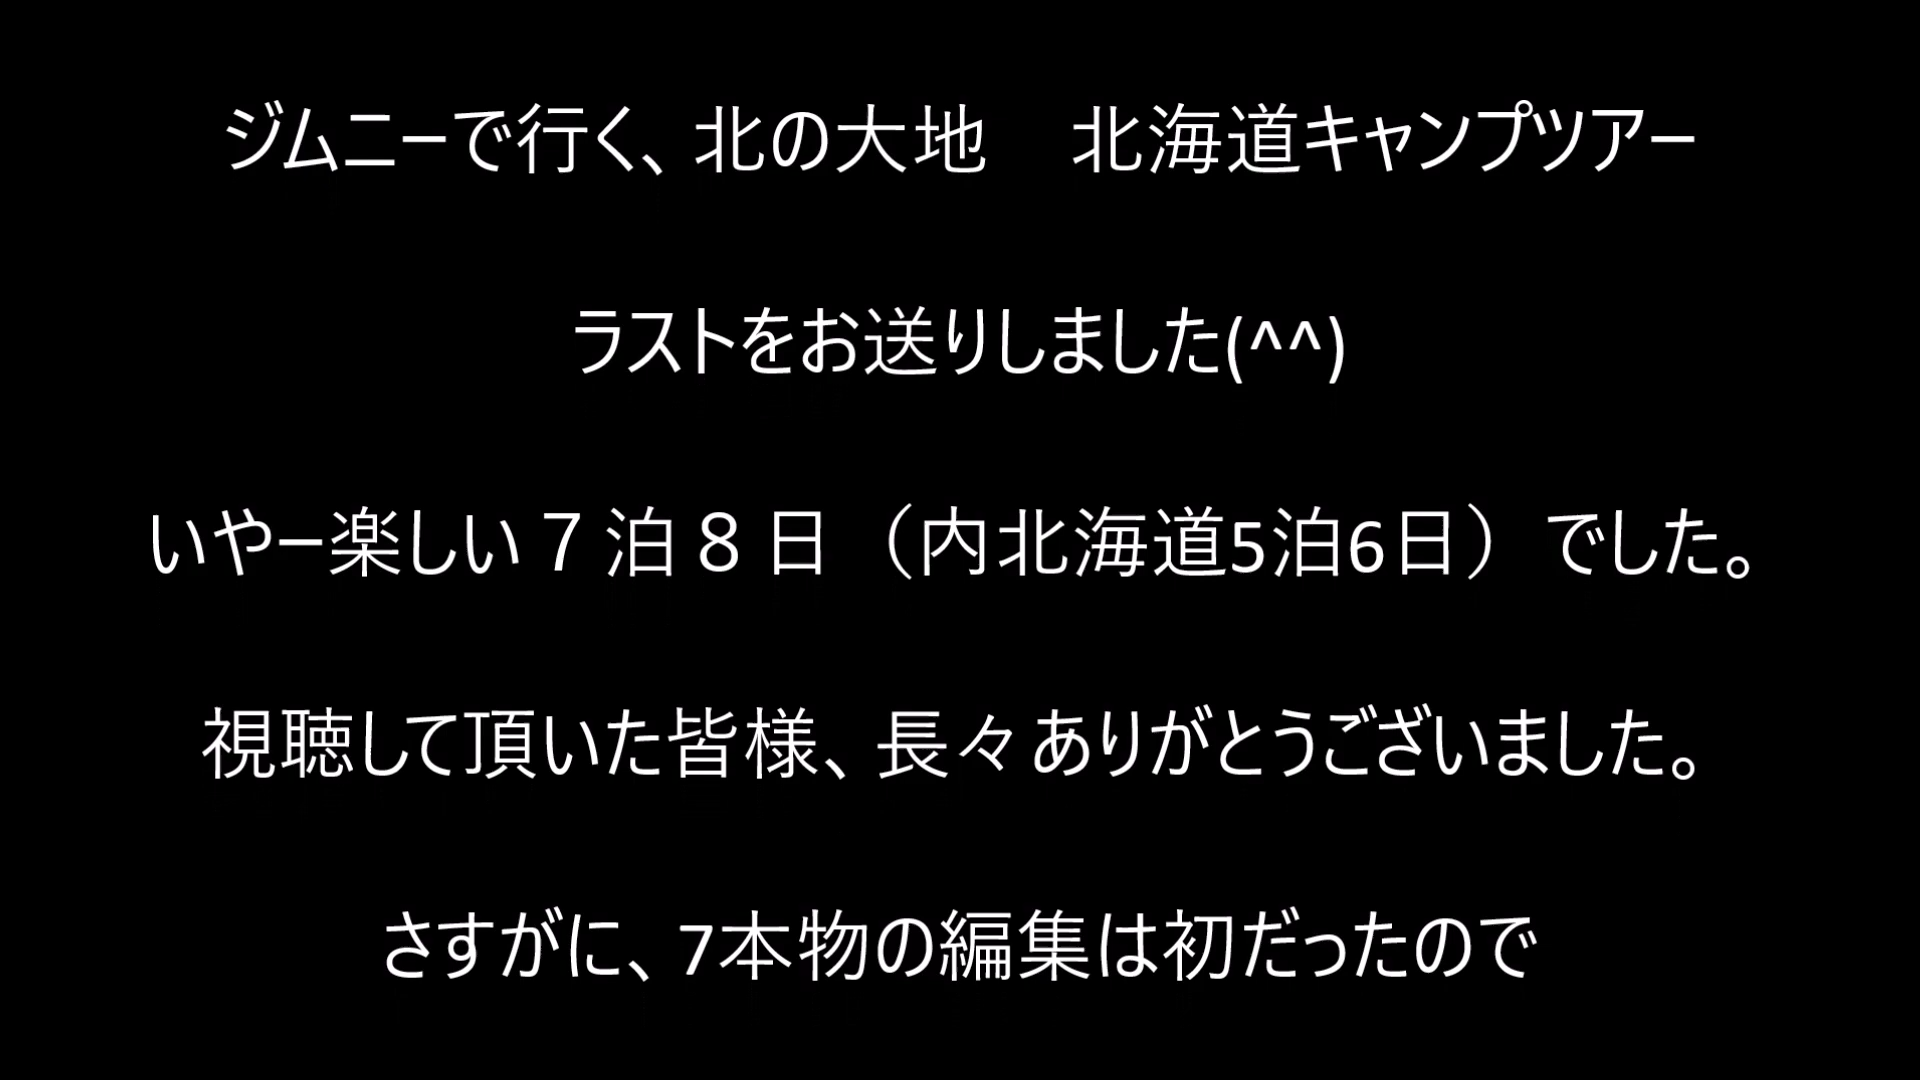 ジムニーで行く、北の大地　北海道キャンプツアー
ラストをお送りしました(^^)
いやー楽しい７泊８日（内北海道5泊6日）でした。
視聴して頂いた皆様、長々ありがとうございました。
さすがに、7本物の編集は初だったので